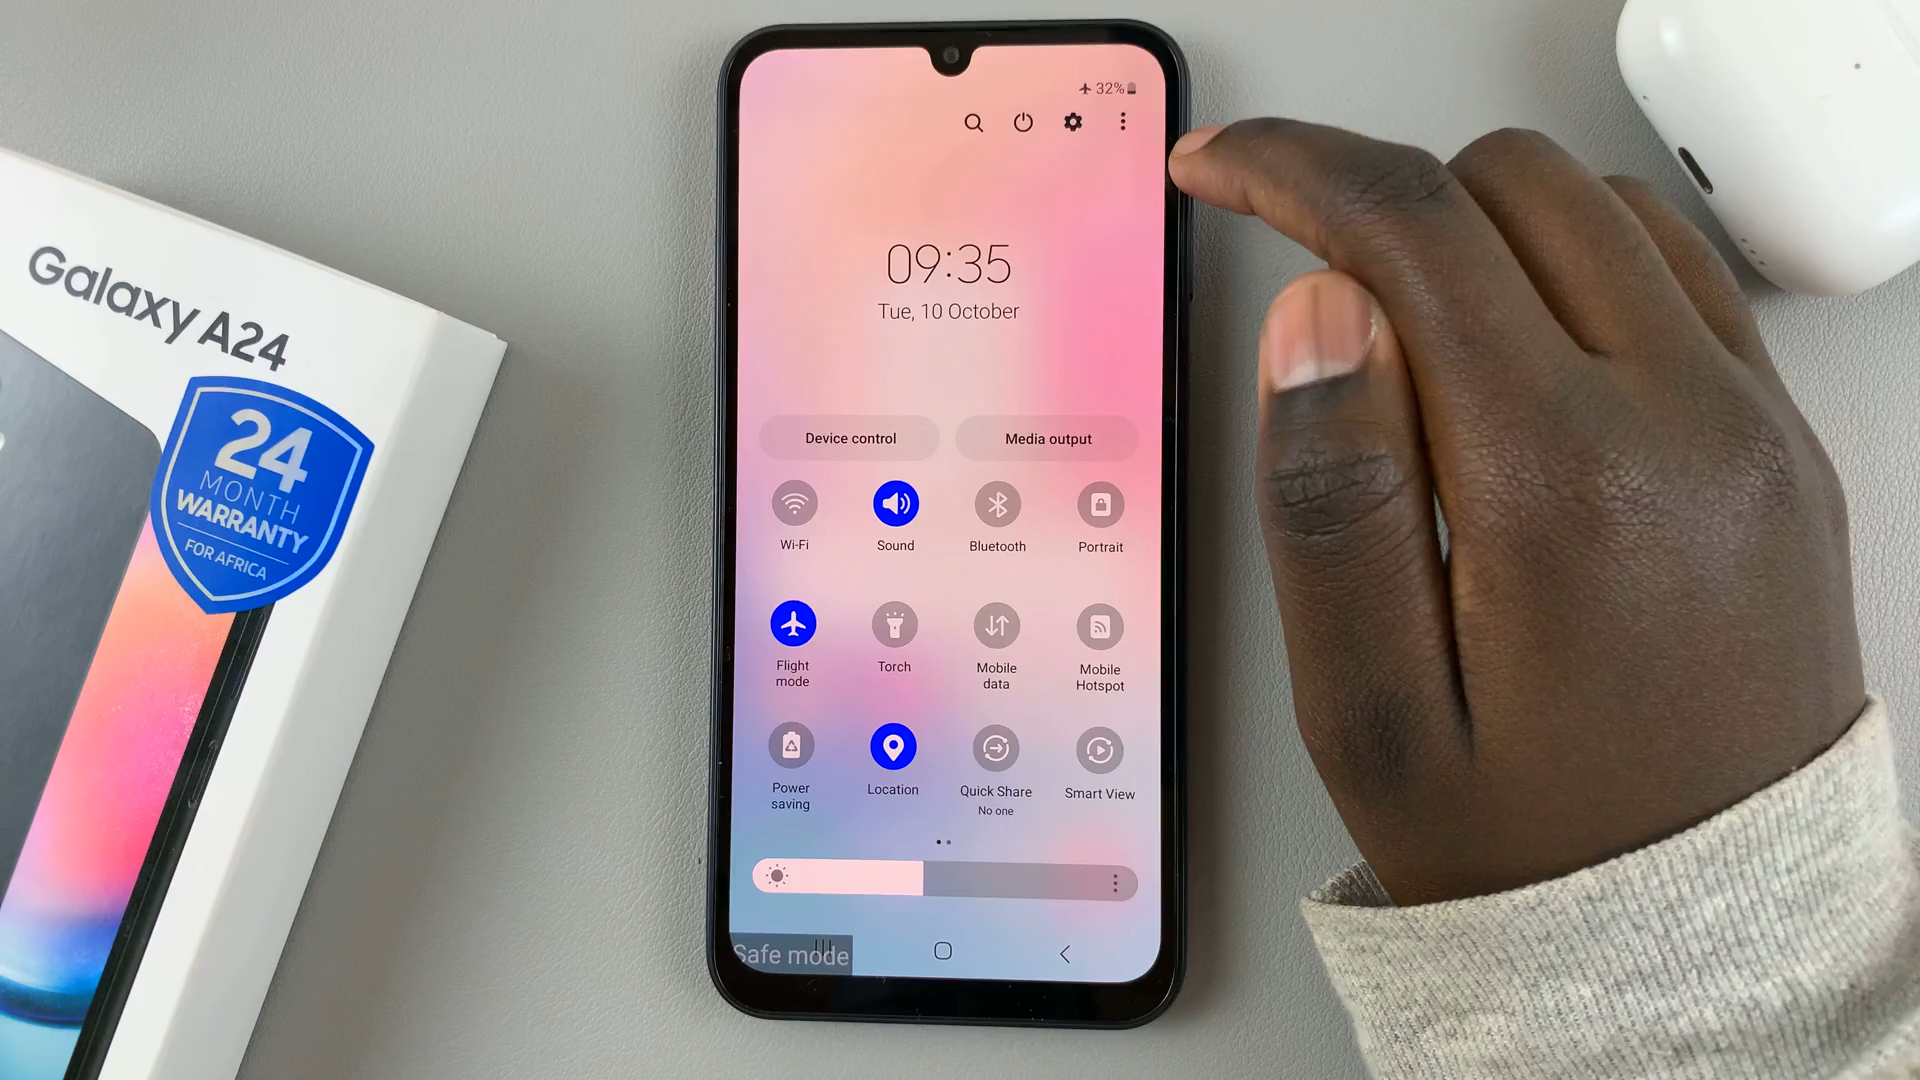 Galaxy A24
24
MONTH
WARRANTY
FOR AFRICA
32%
09:35
Tue, 10 October
Device control
Media output
Wi-Fi
Sound
Bluetooth
Portrait
Flight
mode
Torch
Mobile
data
Mobile
Hotspot
Power
saving
Location
Quick Share
No one
Smart View
Safe mode